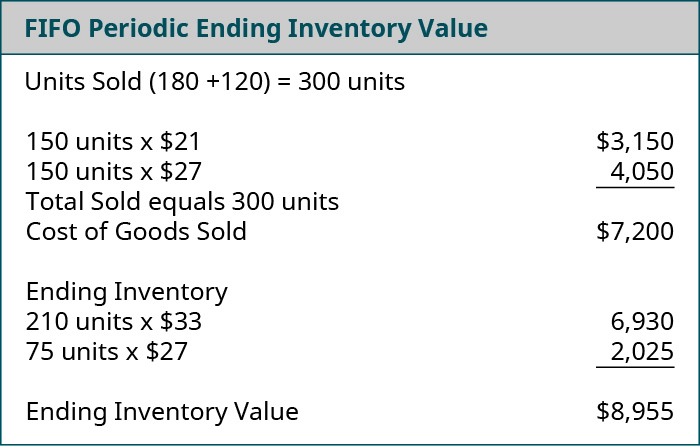 FIFO Periodic Ending Inventory Value
Units Sold (180 +120) = 300 units
150 units x $21 $3,150
150 units x $27 4,050
Total Sold equals 300 units
Cost of Goods Sold $7,200
Ending Inventory
210 units x $33 6,930
75 units x $27 2,025
Ending Inventory Value $8,955